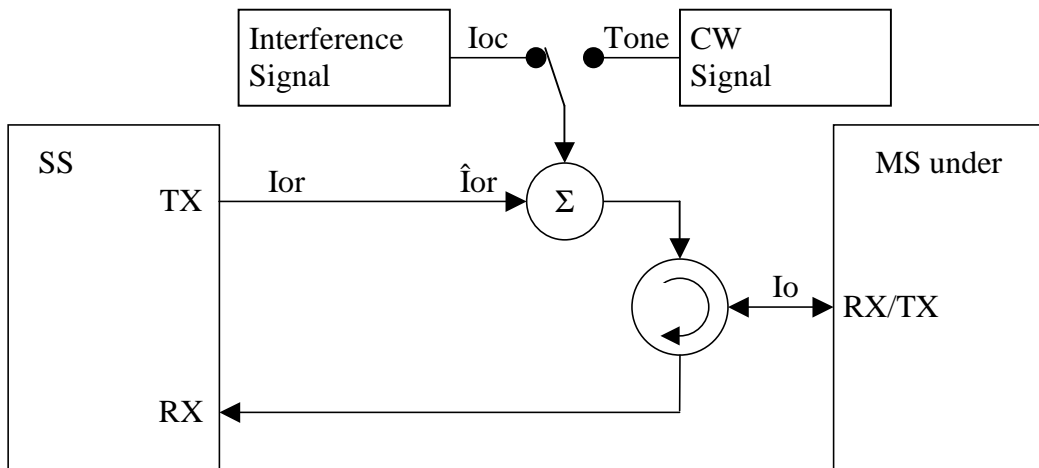 Interference
Signal
Ioc
Tone
CW
Signal
SS
MS under
TX
Ior
Îor
Σ
Io
RX/TX
RX